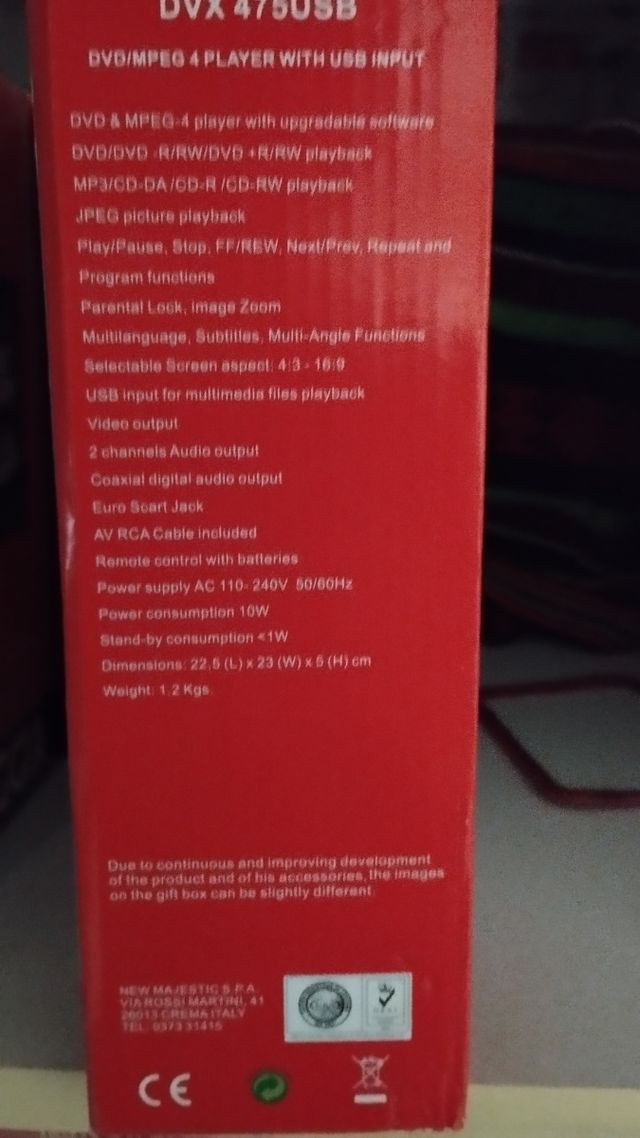 DVX 475USB
DVD/MPEG 4 PLAYER WITH USB INPUT
DVD & MPEG-4 player with upgradable software
DVD/DVD -R/RW/DVD +R/RW playback
MP3/CD-DA /CD-R /CD-RW playback
JPEG picture playback
Play/Pause, Stop, FF/REW, Next/Prev, Repeat and
Program functions
Parental Lock, image Zoom
Multilanguage, Subtitles, Multi-Angle Functions
Selectable Screen aspect: 4:3 - 16:9
USB input for multimedia files playback
Video output
2 channels Audio output
Coaxial digital audio output
Euro Scart Jack
AV RCA Cable included
Remote control with batteries
Power supply AC 110- 240V 50/60Hz
Power consumption 10W
Stand-by consumption <1W
Dimensions: 22,5 (L) x 23 (W) x 5 (H) cm
Weight: 1,2 Kgs.
Due to continuous and improving development
of the product and of his accessories, the images
on the gift box can be slightly different.
NEW MAJESTIC S.P.A.
VIA ROSSI MARTINI, 41
26013 CREMA ITALY
TEL. 0373 31415
CE